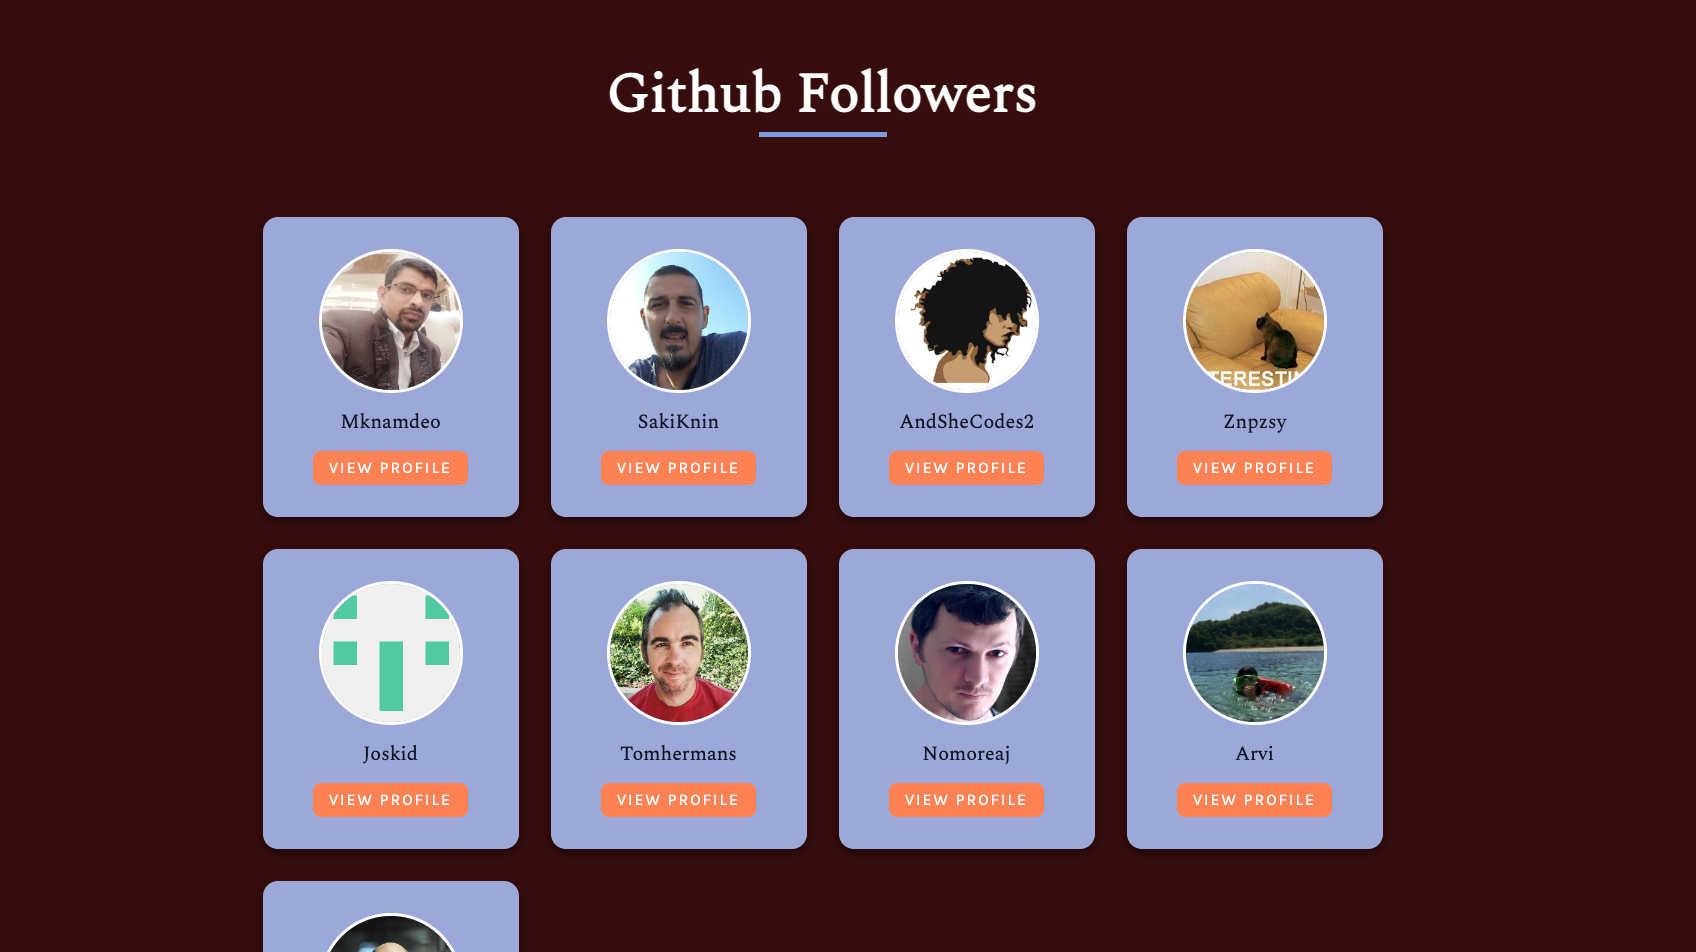 Github Followers
Mknamdeo
VIEW PROFILE
SakiKnin
VIEW PROFILE
AndSheCodes2
VIEW PROFILE
TERESTI
Znpzsy
VIEW PROFILE
Joskid
VIEW PROFILE
Tomhermans
VIEW PROFILE
Nomoreaj
VIEW PROFILE
Arvi
VIEW PROFILE